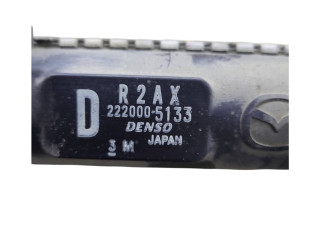 D R2AX
222000-5133
DENSO
3 M JAPAN